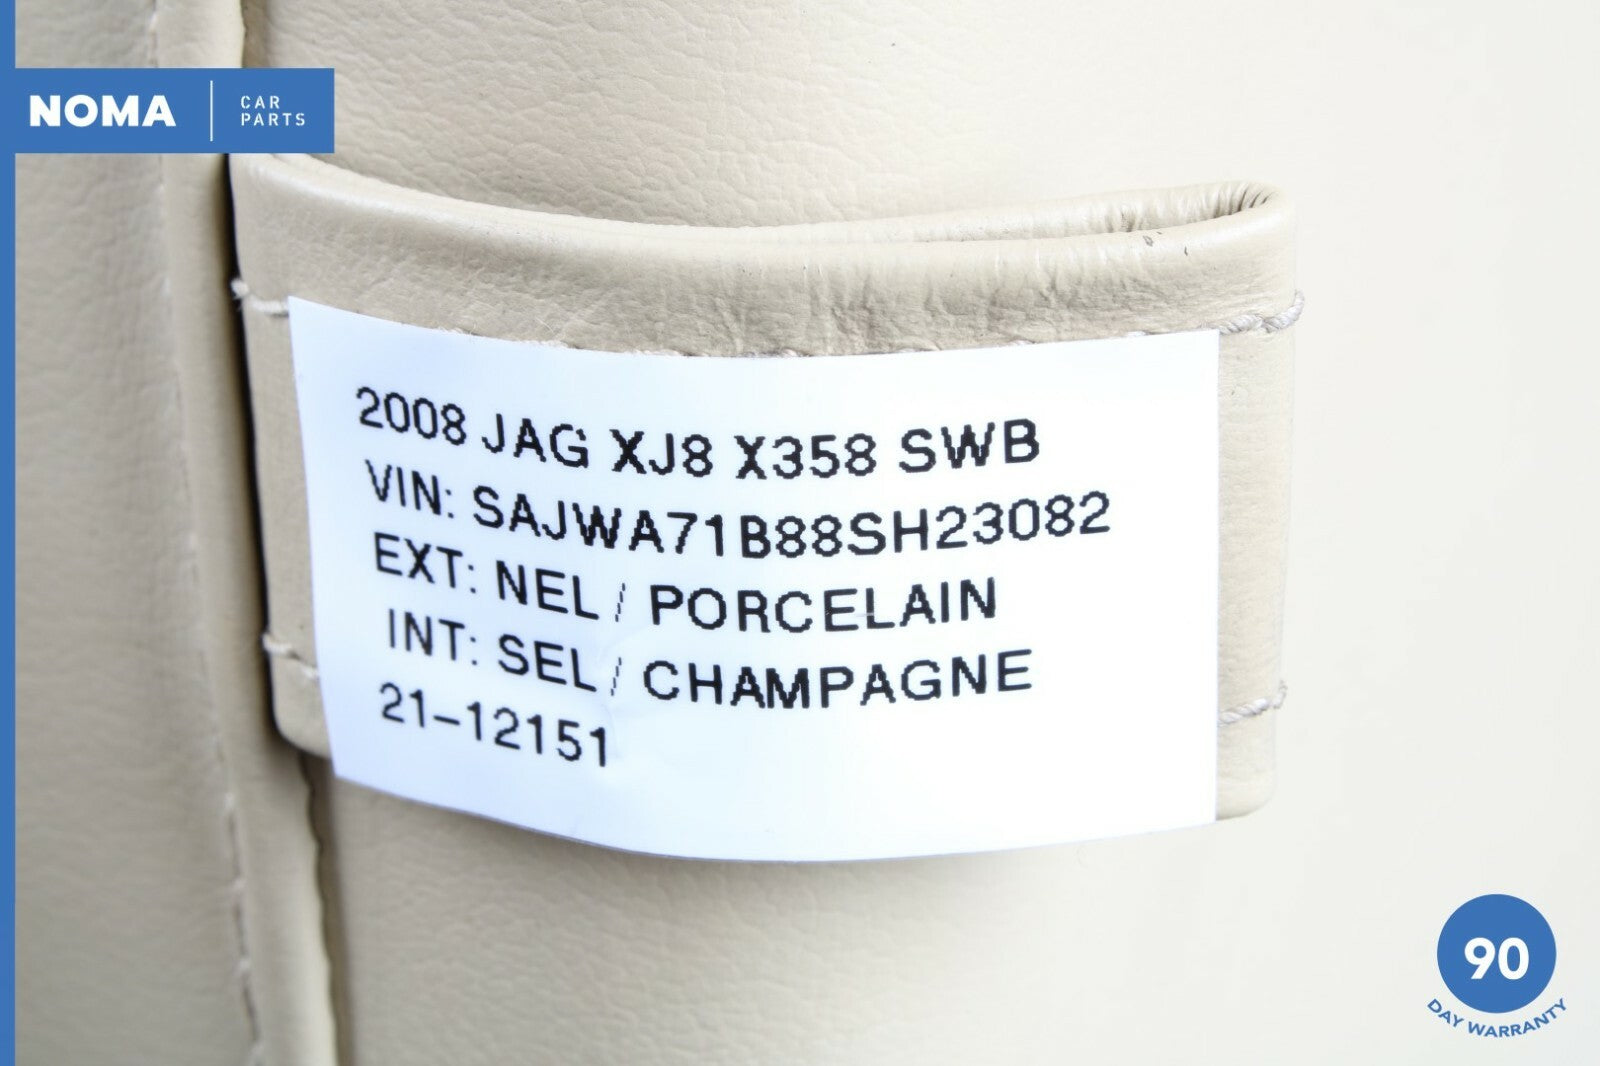 NOMA
CAR
PARTS
2008 JAG XJ8 X358 SWB
VIN: SAJWA71B88SH23082
EXT: NEL / PORCELAIN
INT: SEL / CHAMPAGNE
21-12151
90
DAY WARRANTY